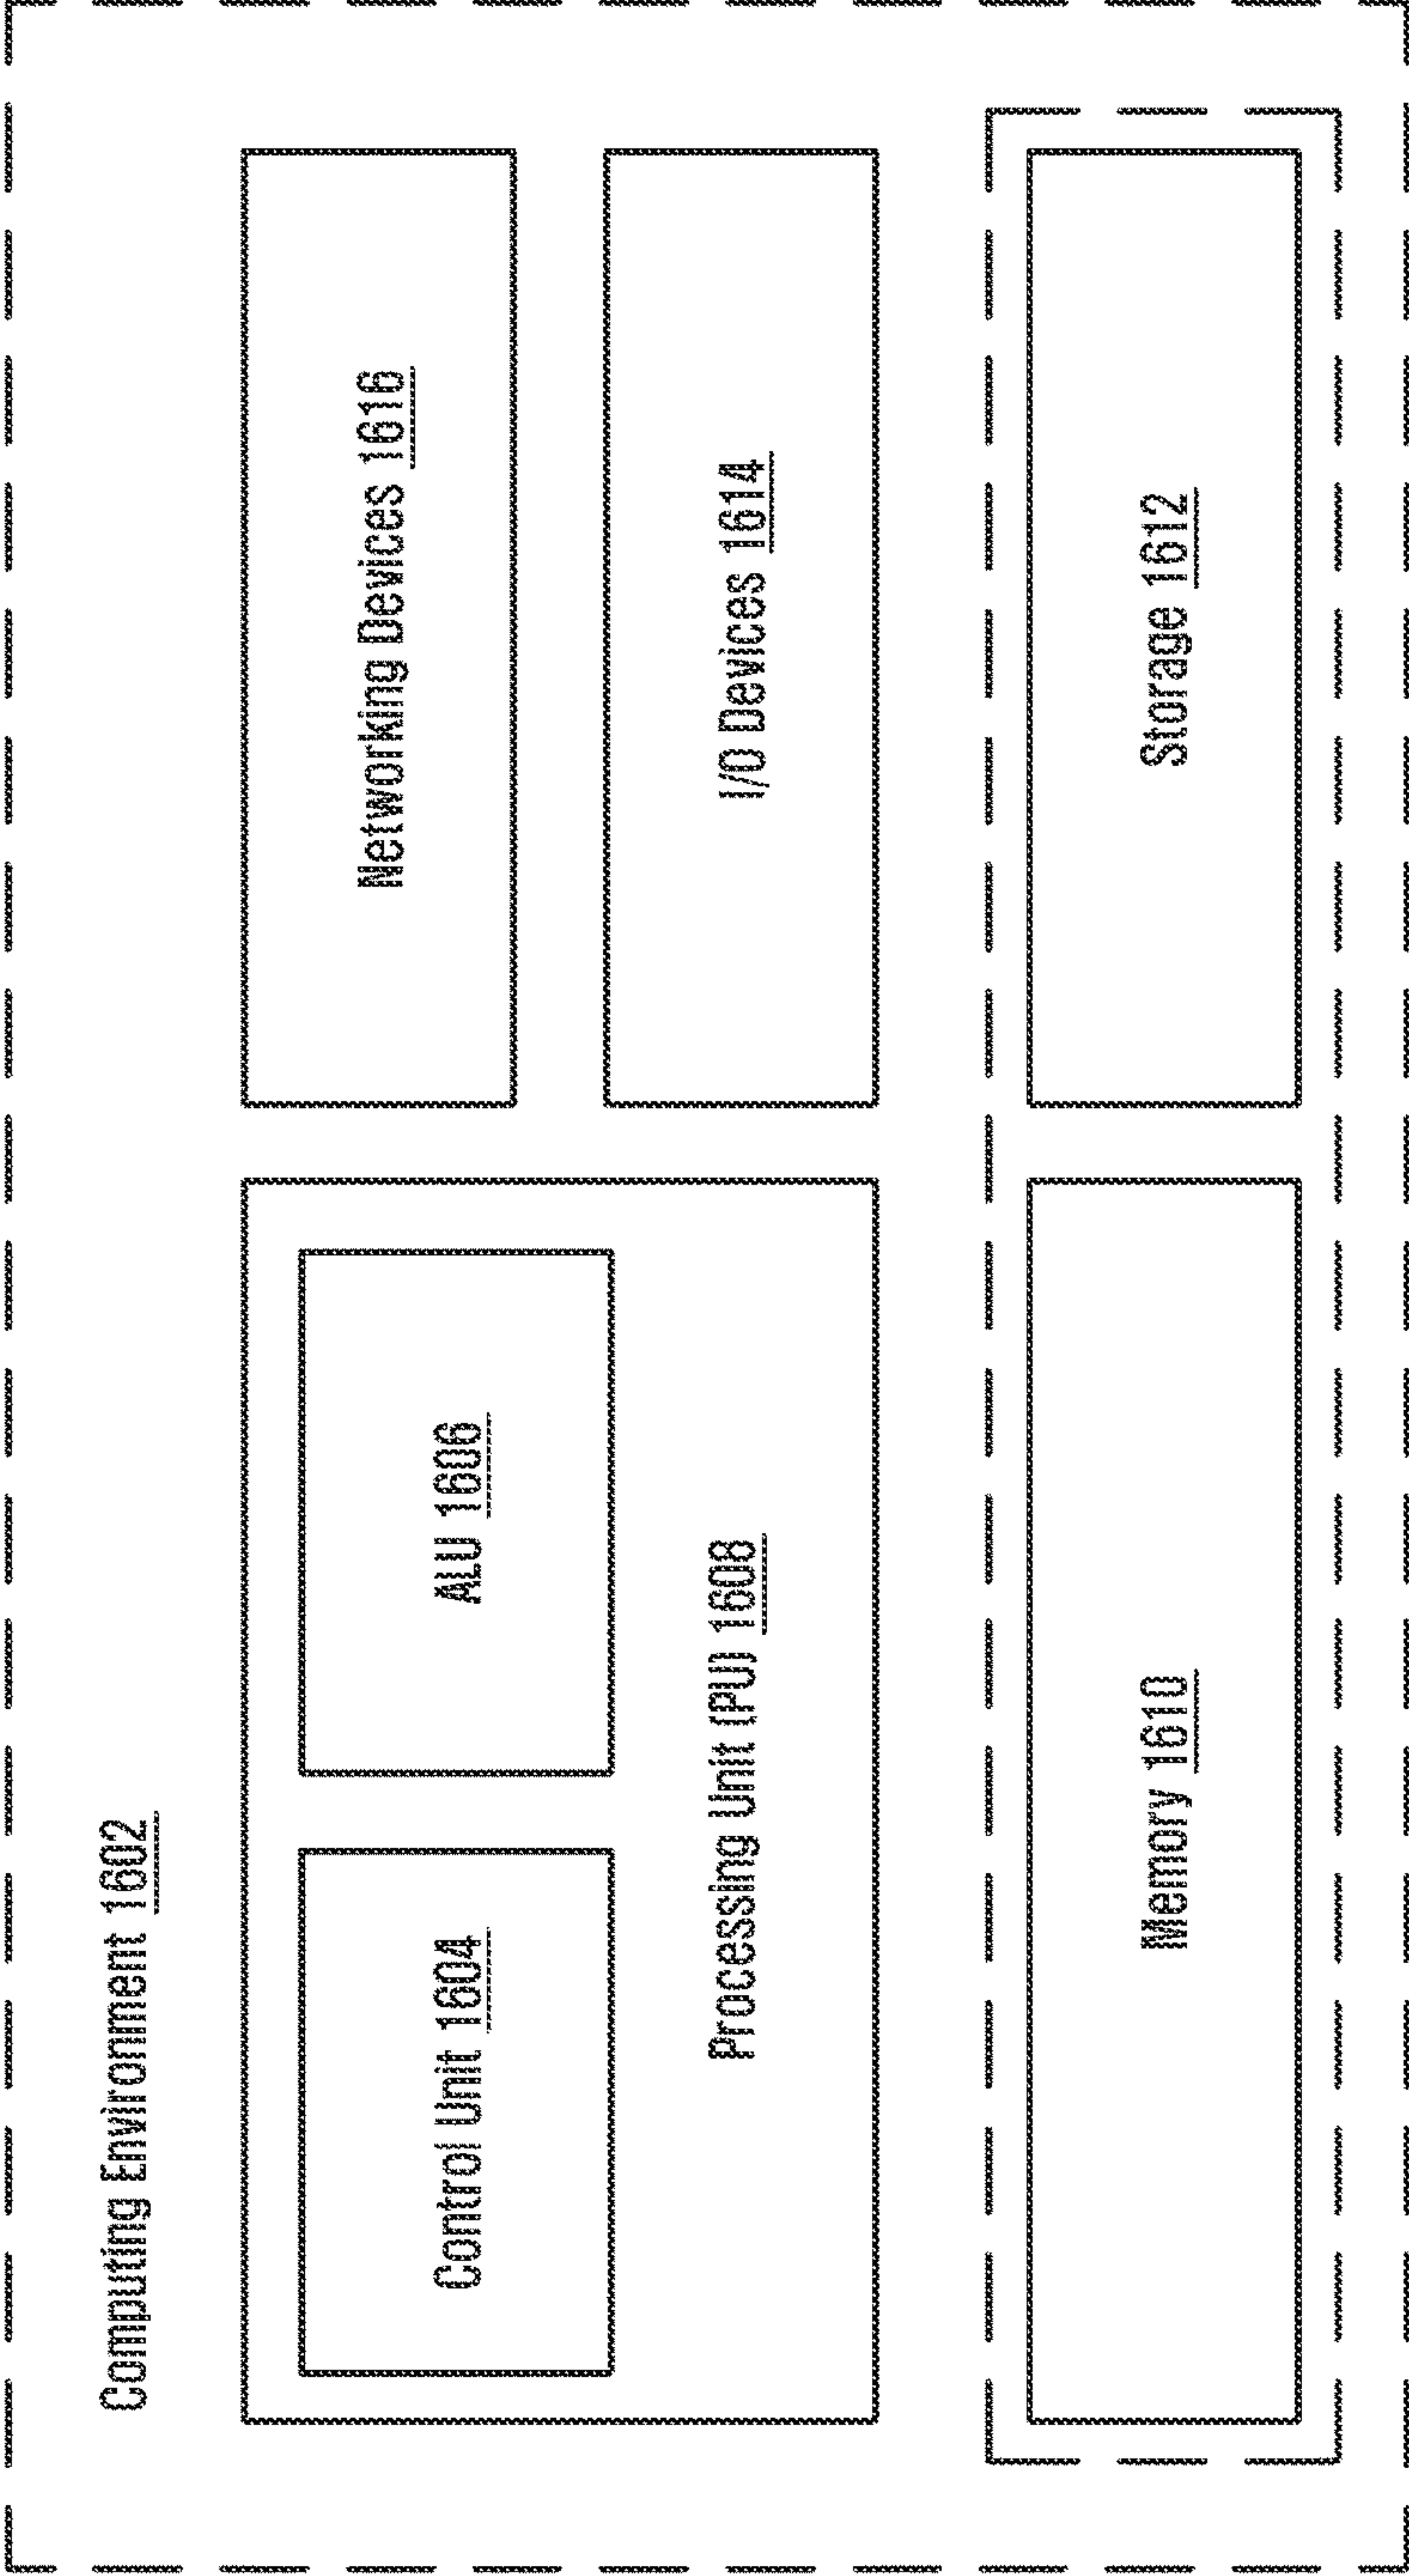 Computing Environment 1602
Control Unit 1604
ALU 1606
Processing Unit (PU) 1608
Networking Devices 1616
I/O Devices 1614
Memory 1610
Storage 1612